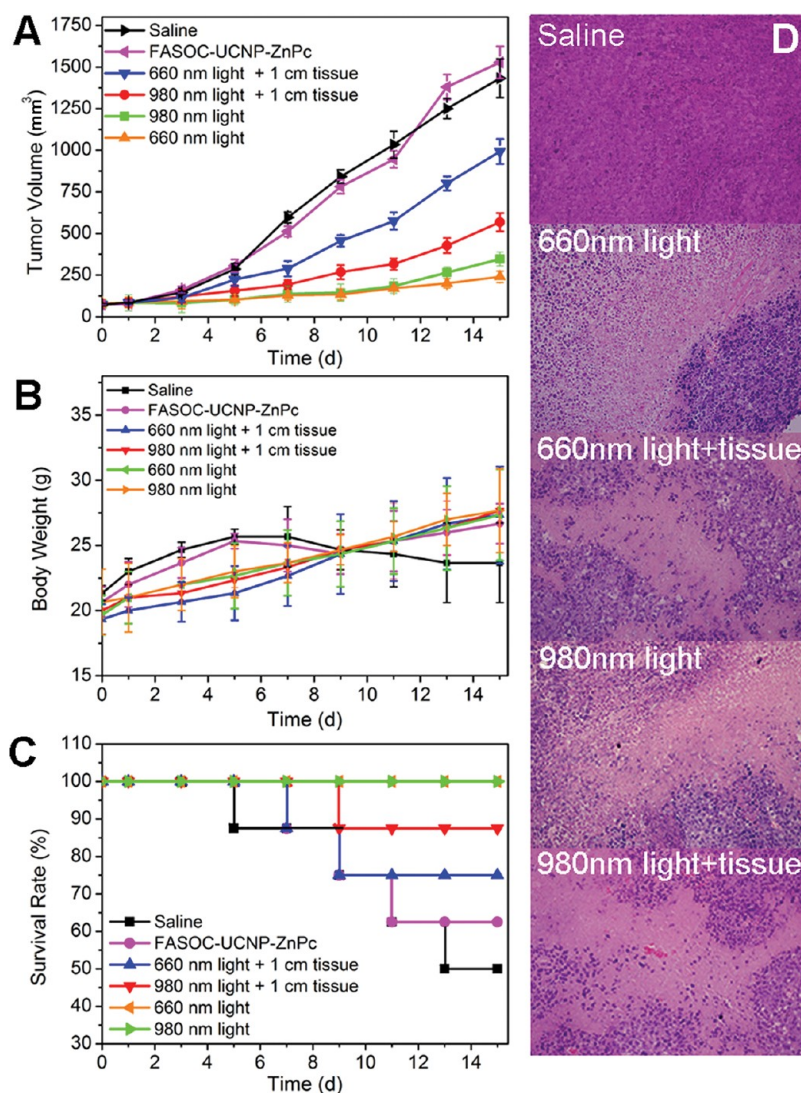 A
Tumor Volume (mm³)
1750
1500
1250
1000
750
500
250
0
Saline
FASOC-UCNP-ZnPc
660 nm light + 1 cm tissue
980 nm light + 1 cm tissue
980 nm light
660 nm light
0 2 4 6 8 10 12 14
Time (d)
B
Body Weight (g)
35
30
25
20
15
Saline
FASOC-UCNP-ZnPc
660 nm light + 1 cm tissue
980 nm light + 1 cm tissue
660 nm light
980 nm light
0 2 4 6 8 10 12 14
Time (d)
C
Survival Rate (%)
110
100
90
80
70
60
50
40
30
Saline
FASOC-UCNP-ZnPc
660 nm light + 1 cm tissue
980 nm light + 1 cm tissue
660 nm light
980 nm light
0 2 4 6 8 10 12 14
Time (d)
D
Saline
660nm light
660nm light+tissue
980nm light
980nm light+tissue